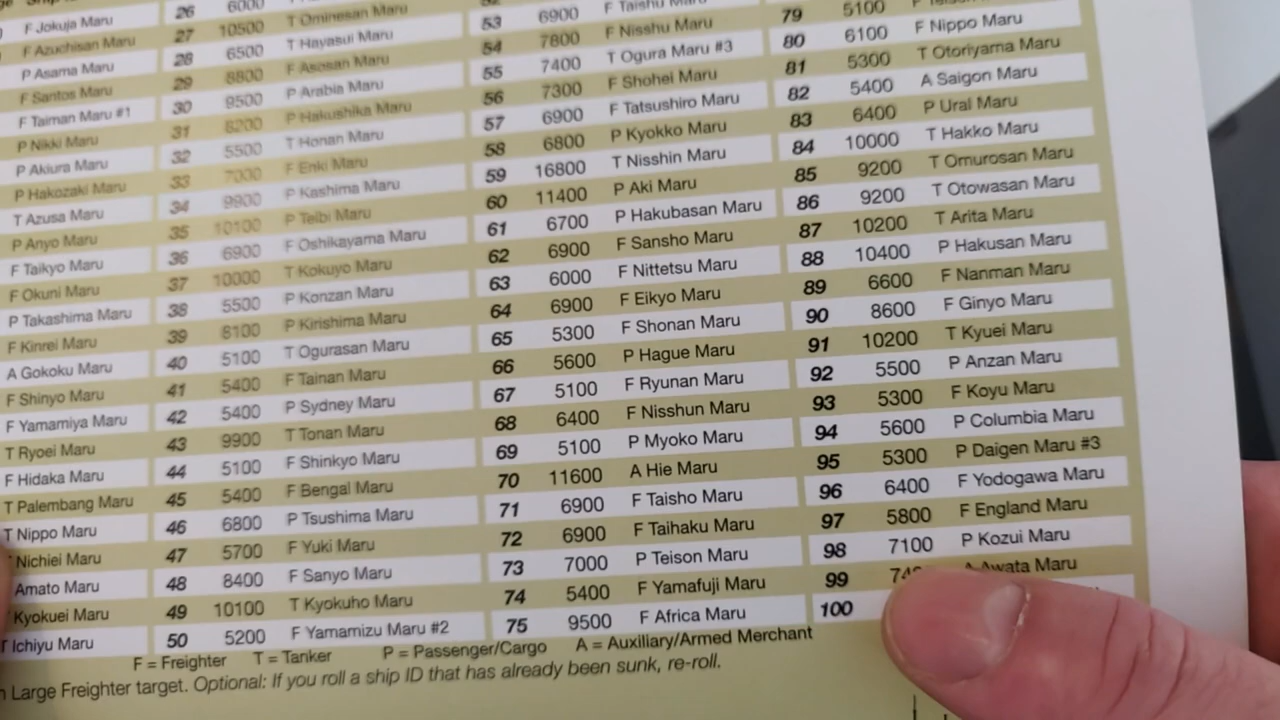 F Jokuja Maru
F Azuchisan Maru
P Asama Maru
F Santos Maru
F Taiman Maru #1
P Nikki Maru
P Akiura Maru
P Hakozaki Maru
T Azusa Maru
P Anyo Maru
F Taikyo Maru
F Okuni Maru
P Takashima Maru
F Kinrei Maru
A Gokoku Maru
F Shinyo Maru
F Yamamiya Maru
T Ryoei Maru
F Hidaka Maru
T Palembang Maru
T Nippo Maru
Nichiei Maru
Amato Maru
Kyokuei Maru
T Ichiyu Maru
26 6000
27 10500 T Ominesan Maru
28 6500 T Hayasui Maru
29 8800 F Asosan Maru
30 9500 P Arabia Maru
31 8200 P Hakushika Maru
32 5500 T Honan Maru
33 7000 F Enki Maru
34 9900 P Kashima Maru
35 10100 P Teibi Maru
36 6900 F Oshikayama Maru
37 10000 T Kokuyo Maru
38 5500 P Konzan Maru
39 8100 P Kirishima Maru
40 5100 T Ogurasan Maru
41 5400 F Tainan Maru
42 5400 P Sydney Maru
43 9900 T Tonan Maru
44 5100 F Shinkyo Maru
45 5400 F Bengal Maru
46 6800 P Tsushima Maru
47 5700 F Yuki Maru
48 8400 F Sanyo Maru
49 10100 T Kyokuho Maru
50 5200 F Yamamizu Maru #2
53 6900 F Taishu Maru
54 7800 F Nisshu Maru
55 7400 T Ogura Maru #3
56 7300 F Shohei Maru
57 6900 F Tatsushiro Maru
58 6800 P Kyokko Maru
59 16800 T Nisshin Maru
60 11400 P Aki Maru
61 6700 P Hakubasan Maru
62 6900 F Sansho Maru
63 6000 F Nittetsu Maru
64 6900 F Eikyo Maru
65 5300 F Shonan Maru
66 5600 P Hague Maru
67 5100 F Ryunan Maru
68 6400 F Nisshun Maru
69 5100 P Myoko Maru
70 11600 A Hie Maru
71 6900 F Taisho Maru
72 6900 F Taihaku Maru
73 7000 P Teison Maru
74 5400 F Yamafuji Maru
75 9500 F Africa Maru
79 5100
80 6100 F Nippo Maru
81 5300 T Otoriyama Maru
82 5400 A Saigon Maru
83 6400 P Ural Maru
84 10000 T Hakko Maru
85 9200 T Omurosan Maru
86 9200 T Otowasan Maru
87 10200 T Arita Maru
88 10400 P Hakusan Maru
89 6600 F Nanman Maru
90 8600 F Ginyo Maru
91 10200 T Kyuei Maru
92 5500 P Anzan Maru
93 5300 F Koyu Maru
94 5600 P Columbia Maru
95 5300 P Daigen Maru #3
96 6400 F Yodogawa Maru
97 5800 F England Maru
98 7100 P Kozui Maru
99 Awata Maru
100
F = Freighter T = Tanker P = Passenger/Cargo A = Auxiliary/Armed Merchant
Large Freighter target. Optional: If you roll a ship ID that has already been sunk, re-roll.